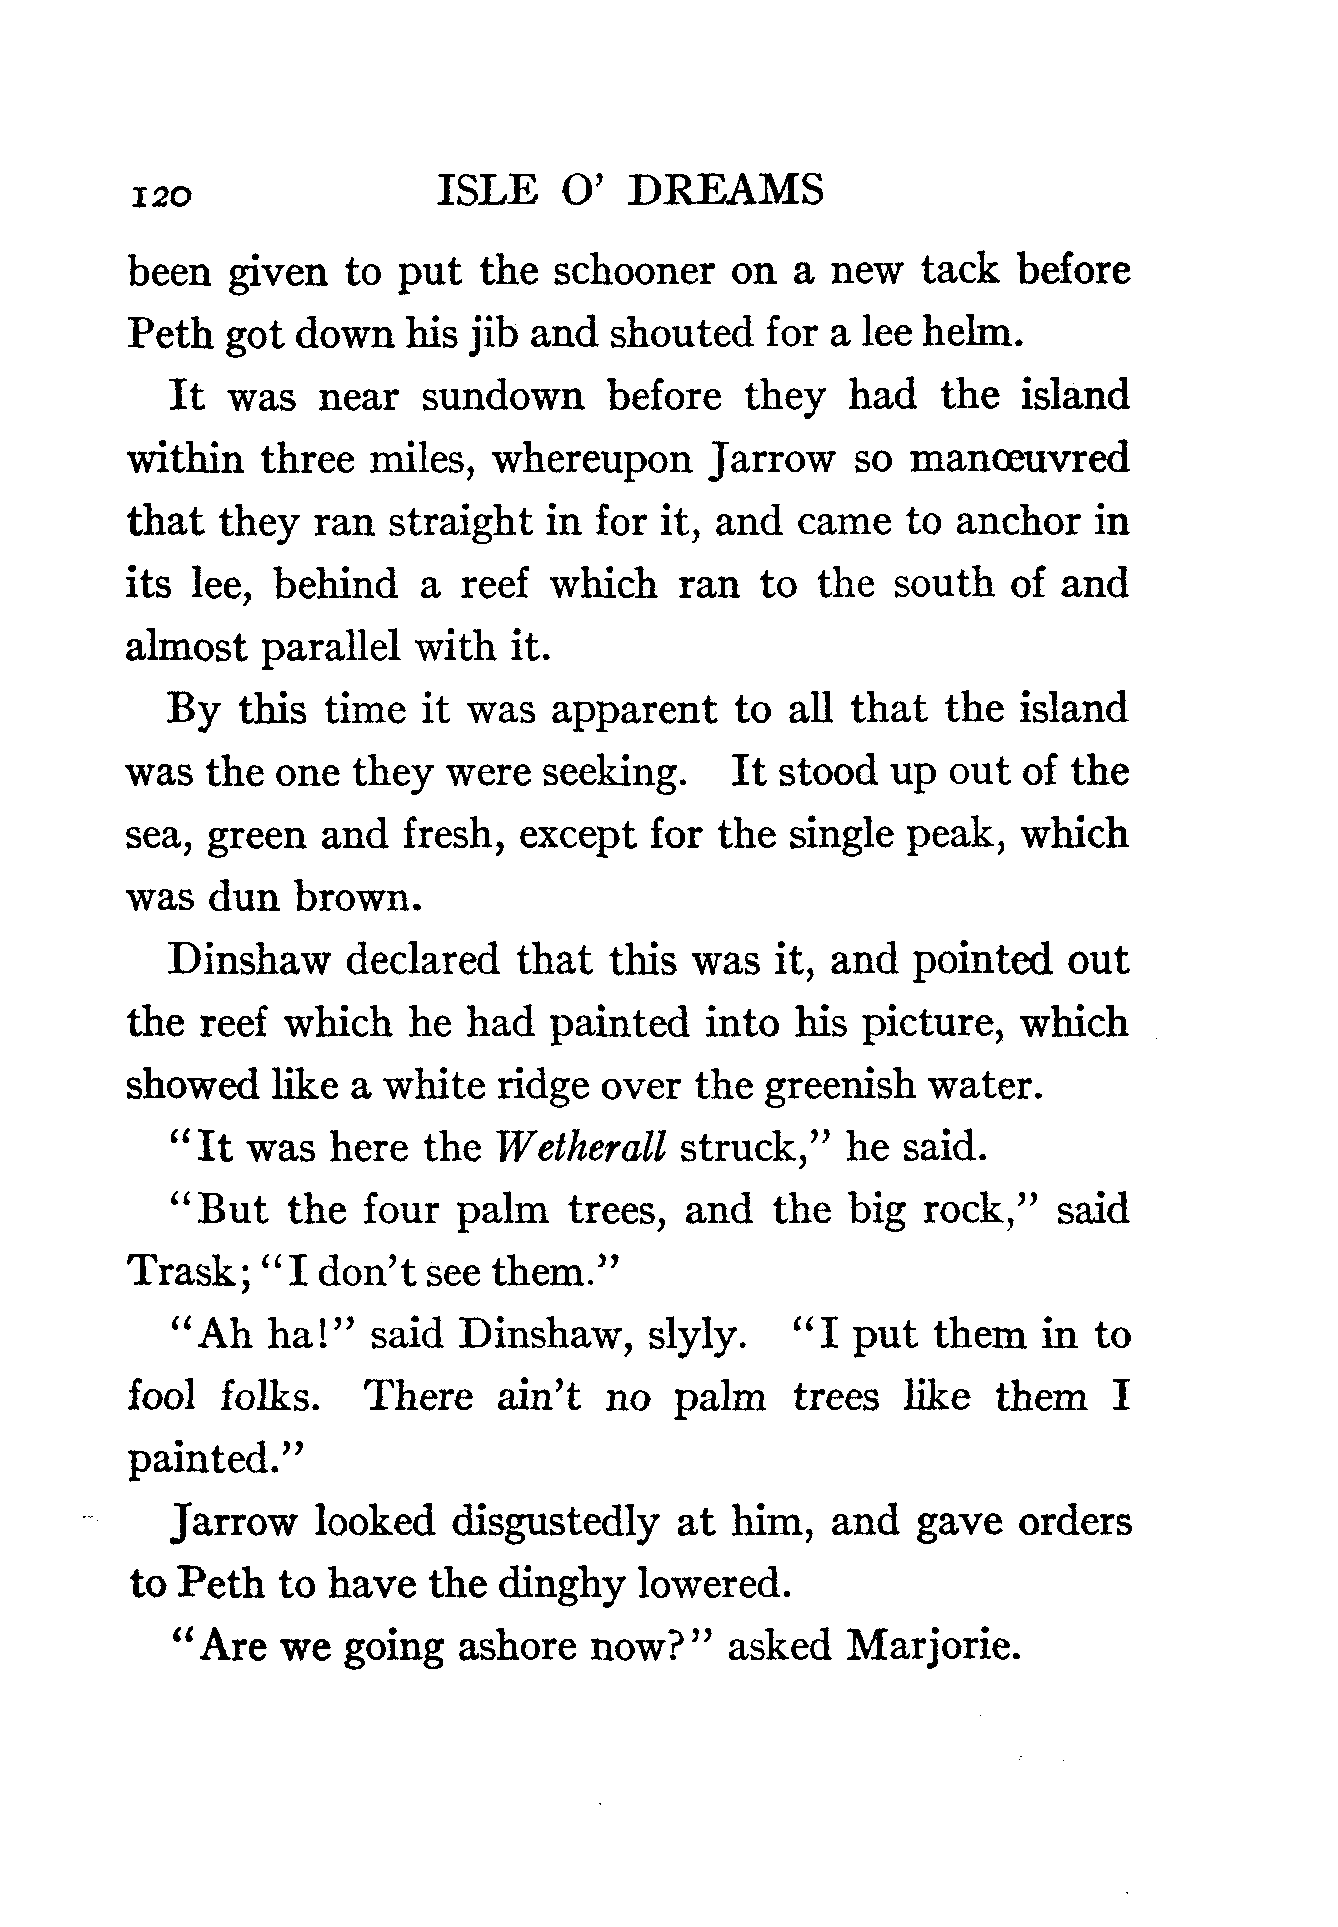 120 ISLE O' DREAMS
been given to put the schooner on a new tack before
Peth got down his jib and shouted for a lee helm.
It was near sundown before they had the island
within three miles, whereupon Jarrow so manœuvred
that they ran straight in for it, and came to anchor in
its lee, behind a reef which ran to the south of and
almost parallel with it.
By this time it was apparent to all that the island
was the one they were seeking. It stood up out of the
sea, green and fresh, except for the single peak, which
was dun brown.
Dinshaw declared that this was it, and pointed out
the reef which he had painted into his picture, which
showed like a white ridge over the greenish water.
"It was here the Wetherall struck," he said.
"But the four palm trees, and the big rock," said
Trask; "I don't see them."
"Ah ha!" said Dinshaw, slyly. "I put them in to
fool folks. There ain't no palm trees like them I
painted."
Jarrow looked disgustedly at him, and gave orders
to Peth to have the dinghy lowered.
"Are we going ashore now?" asked Marjorie.